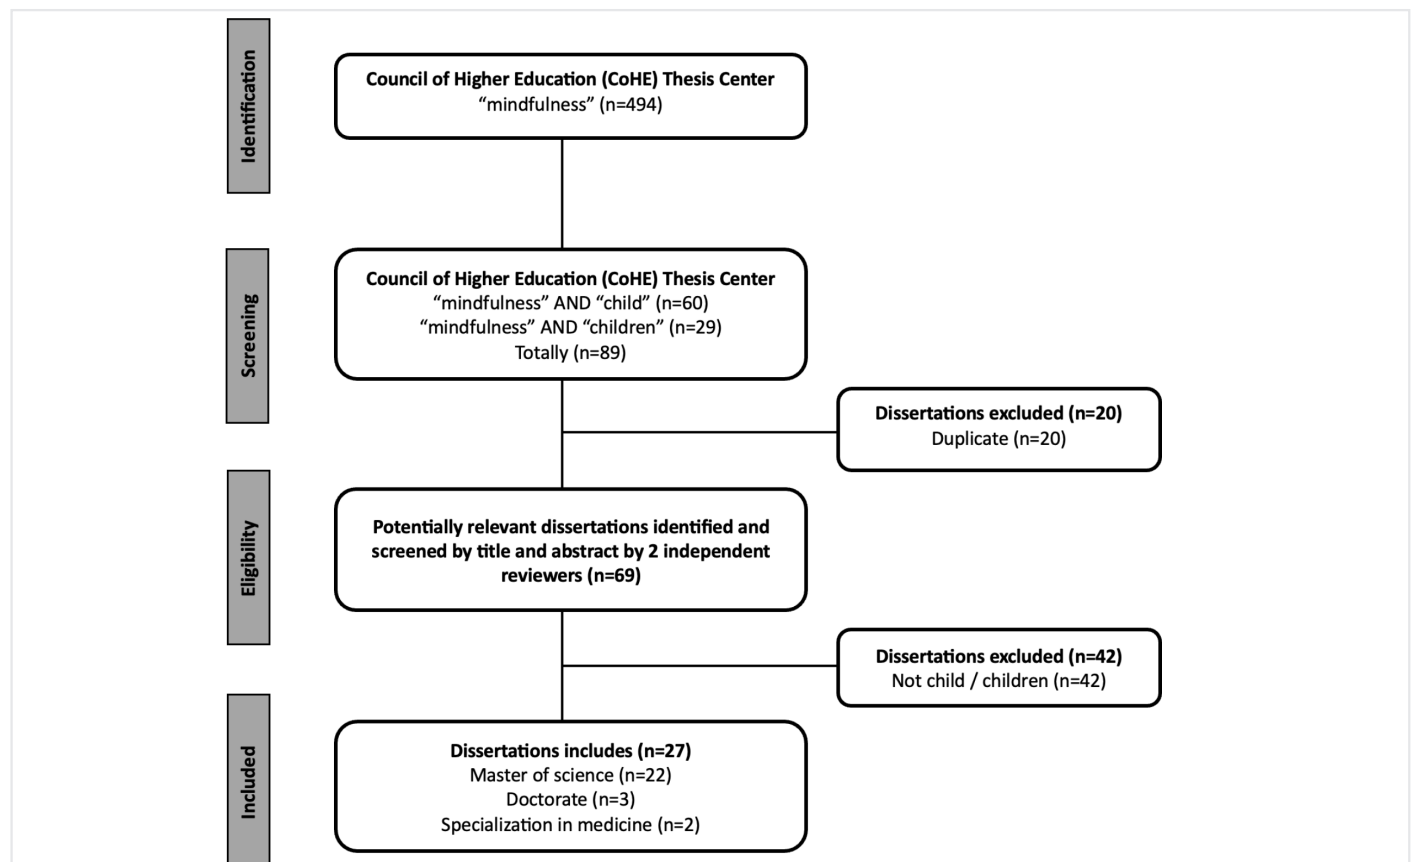 Identification
Council of Higher Education (CoHE) Thesis Center
“mindfulness” (n=494)
Screening
Council of Higher Education (CoHE) Thesis Center
“mindfulness” AND “child” (n=60)
“mindfulness” AND “children” (n=29)
Totally (n=89)
Dissertations excluded (n=20)
Duplicate (n=20)
Eligibility
Potentially relevant dissertations identified and
screened by title and abstract by 2 independent
reviewers (n=69)
Dissertations excluded (n=42)
Not child / children (n=42)
Included
Dissertations includes (n=27)
Master of science (n=22)
Doctorate (n=3)
Specialization in medicine (n=2)